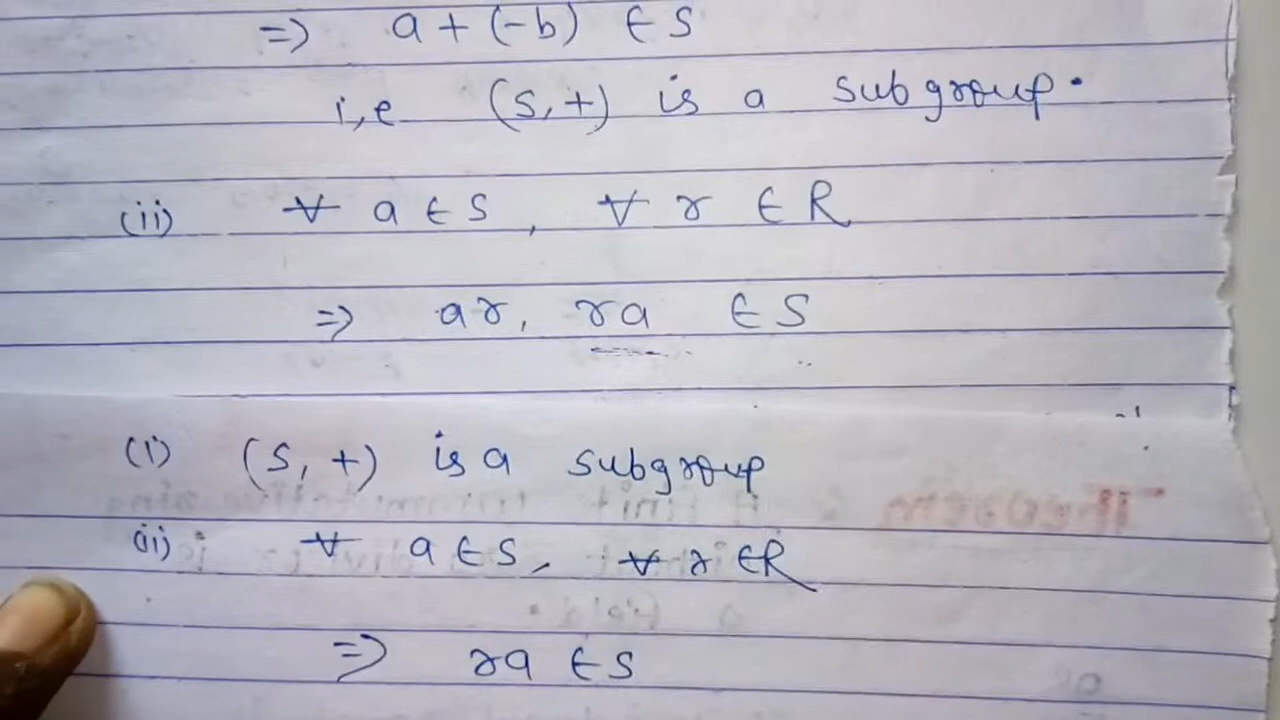 => a + (-b) ∈ S
i,e (S, +) is a subgroup.
(ii) ∀ a ∈ S, ∀ r ∈ R
=> ar, ra ∈ S
(i) (S, +) is a subgroup
(ii) ∀ a ∈ S, ∀ r ∈ R
=> ra ∈ S